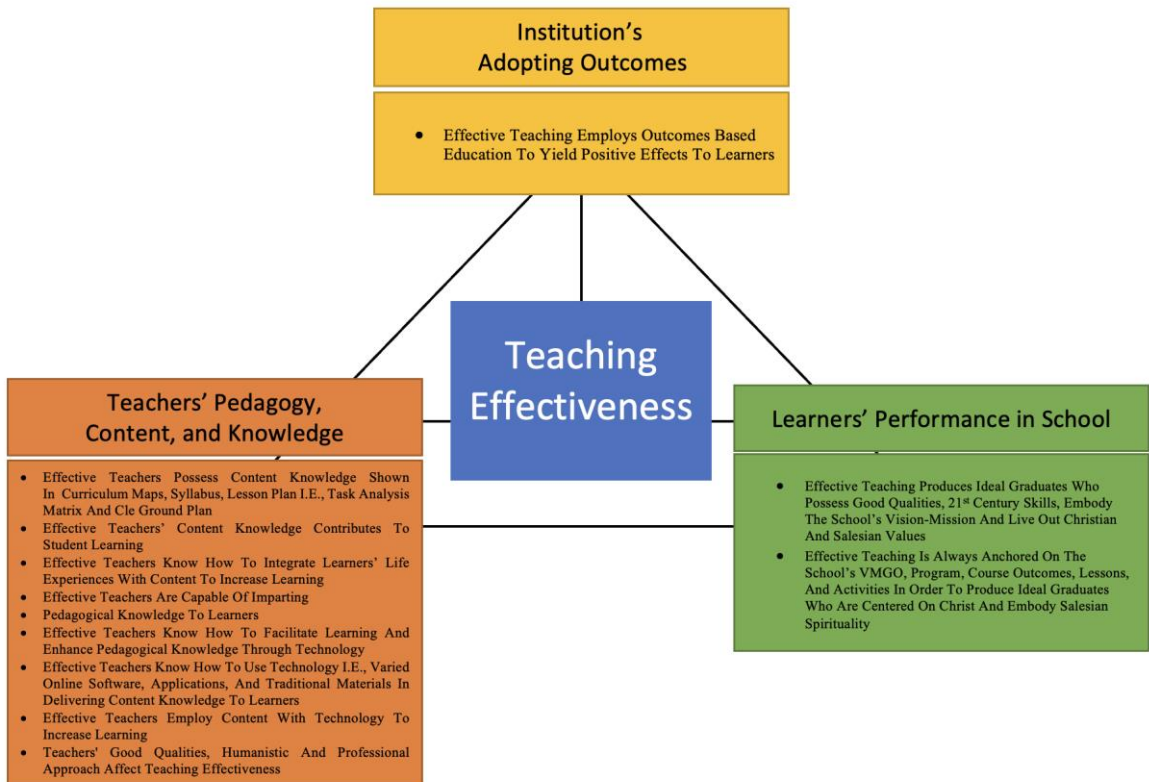 Institution's
Adopting Outcomes
• Effective Teaching Employs Outcomes Based
Education To Yield Positive Effects To Learners
Teaching
Effectiveness
Teachers' Pedagogy,
Content, and Knowledge
• Effective Teachers Possess Content Knowledge Shown
In Curriculum Maps, Syllabus, Lesson Plan I.E., Task Analysis
Matrix And Cle Ground Plan
• Effective Teachers' Content Knowledge Contributes To
Student Learning
• Effective Teachers Know How To Integrate Learners' Life
Experiences With Content To Increase Learning
• Effective Teachers Are Capable Of Imparting
• Pedagogical Knowledge To Learners
• Effective Teachers Know How To Facilitate Learning And
Enhance Pedagogical Knowledge Through Technology
• Effective Teachers Know How To Use Technology I.E., Varied
Online Software, Applications, And Traditional Materials In
Delivering Content Knowledge To Learners
• Effective Teachers Employ Content With Technology To
Increase Learning
• Teachers' Good Qualities, Humanistic And Professional
Approach Affect Teaching Effectiveness
Learners' Performance in School
• Effective Teaching Produces Ideal Graduates Who
Possess Good Qualities, 21st Century Skills, Embody
The School's Vision-Mission And Live Out Christian
And Salesian Values
• Effective Teaching Is Always Anchored On The
School's VMGO, Program, Course Outcomes, Lessons,
And Activities In Order To Produce Ideal Graduates
Who Are Centered On Christ And Embody Salesian
Spirituality